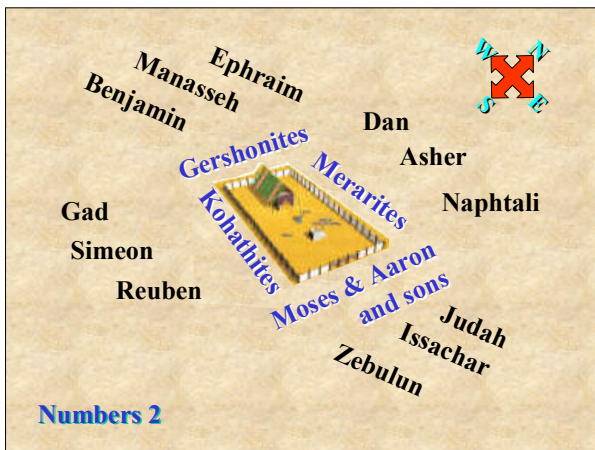 Ephraim
Manasseh
Benjamin
W
N
S
E
Dan
Asher
Naphtali
Gershonites
Merarites
Kohathites
Moses & Aaron
and sons
Gad
Simeon
Reuben
Judah
Issachar
Zebulun
Numbers 2